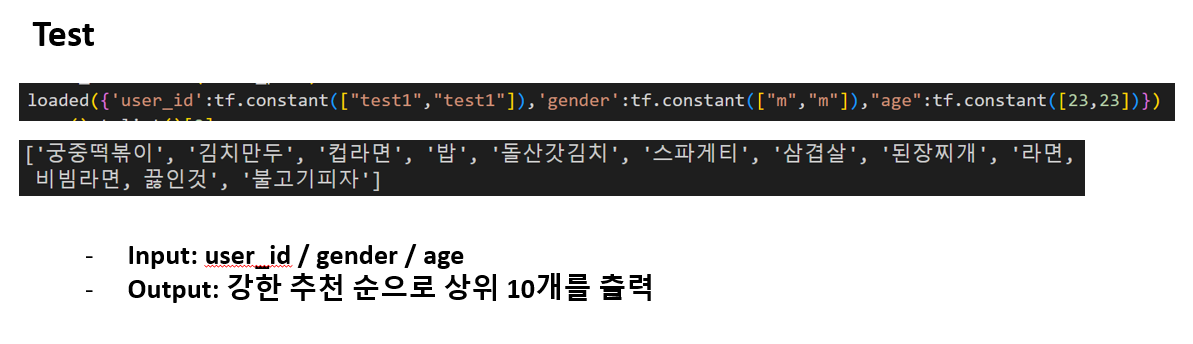 Test
loaded({'user_id':tf.constant(["test1","test1"]),'gender':tf.constant(["m","m"]),"age":tf.constant([23,23])})
['궁중떡볶이', '김치만두', '컵라면', '밥', '돌산갓김치', '스파게티', '삼겹살', '된장찌개', '라면,
비빔라면, 끓인것', '불고기피자']
- Input: user_id / gender / age
- Output: 강한 추천 순으로 상위 10개를 출력